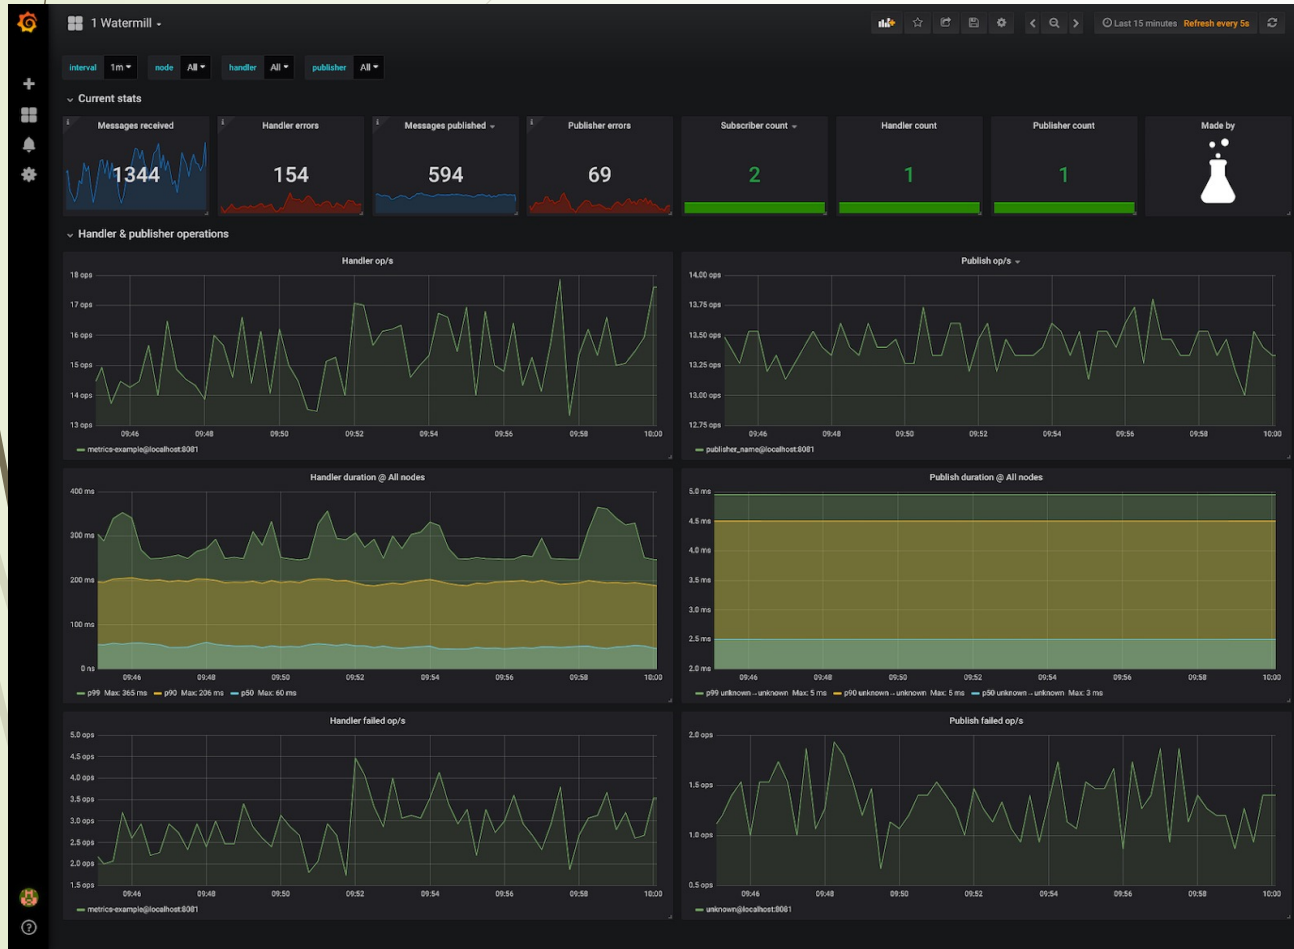 1 Watermill
Last 15 minutes Refresh every 5s
interval 1m node All handler All publisher All
Current stats
Messages received Handler errors Messages published Publisher errors Subscriber count Handler count Publisher count Made by
1344 154 594 69 2 1 1
Handler & publisher operations
Handler op/s
18 ops
17 ops
16 ops
15 ops
14 ops
13 ops
09:46 09:48 09:50 09:52 09:54 09:56 09:58 10:00
metrics-example@localhost:8081
Publish op/s
14.00 ops
13.75 ops
13.50 ops
13.25 ops
13.00 ops
12.75 ops
09:46 09:48 09:50 09:52 09:54 09:56 09:58 10:00
publisher_name@localhost:8081
Handler duration @ All nodes
400 ms
300 ms
200 ms
100 ms
0 ns
09:46 09:48 09:50 09:52 09:54 09:56 09:58 10:00
p99 Max: 365 ms p90 Max: 206 ms p50 Max: 60 ms
Publish duration @ All nodes
5.0 ms
4.5 ms
4.0 ms
3.5 ms
3.0 ms
2.5 ms
2.0 ms
09:46 09:48 09:50 09:52 09:54 09:56 09:58 10:00
p99 unknown→unknown Max: 5 ms p90 unknown→unknown Max: 5 ms p50 unknown→unknown Max: 3 ms
Handler failed op/s
5.0 ops
4.5 ops
4.0 ops
3.5 ops
3.0 ops
2.5 ops
2.0 ops
1.5 ops
09:46 09:48 09:50 09:52 09:54 09:56 09:58 10:00
metrics-example@localhost:8081
Publish failed op/s
2.0 ops
1.5 ops
1.0 ops
0.5 ops
09:46 09:48 09:50 09:52 09:54 09:56 09:58 10:00
unknown@localhost:8081